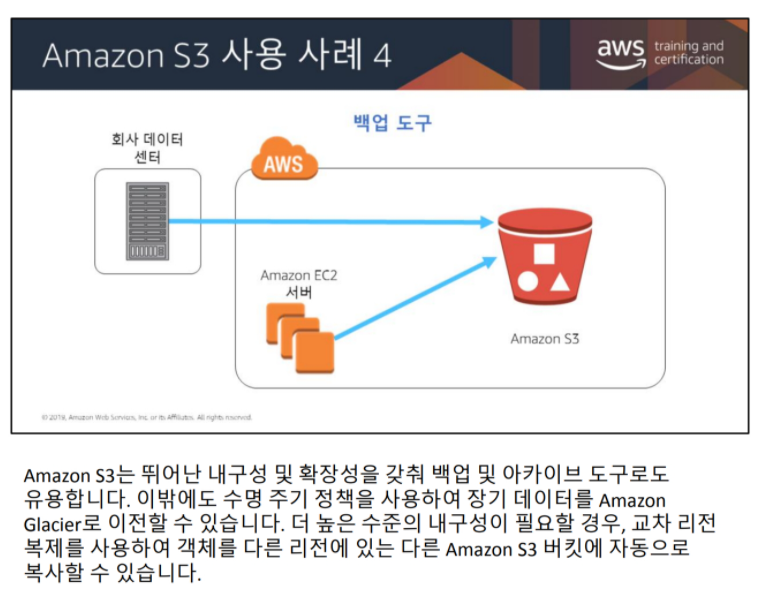 Amazon S3 사용 사례 4
aws training and
certification
백업 도구
회사 데이터
센터
AWS
Amazon EC2
서버
Amazon S3
© 2019, Amazon Web Services, Inc. or its Affiliates. All rights reserved.
Amazon S3는 뛰어난 내구성 및 확장성을 갖춰 백업 및 아카이브 도구로도
유용합니다. 이밖에도 수명 주기 정책을 사용하여 장기 데이터를 Amazon
Glacier로 이전할 수 있습니다. 더 높은 수준의 내구성이 필요할 경우, 교차 리전
복제를 사용하여 객체를 다른 리전에 있는 다른 Amazon S3 버킷에 자동으로
복사할 수 있습니다.